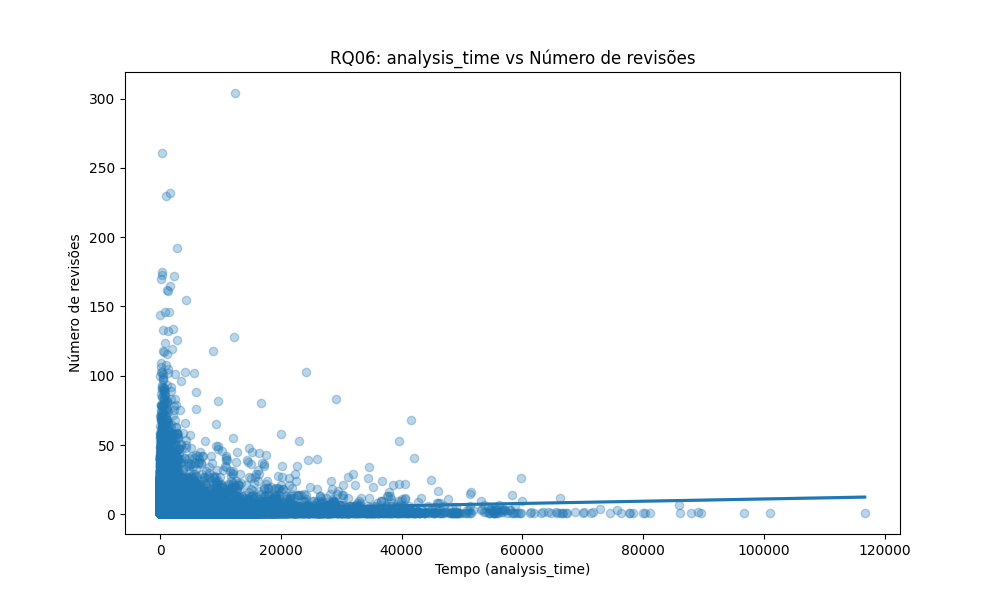 RQ06: analysis_time vs Número de revisões
300
250
200
150
100
50
0
Número de revisões
0 20000 40000 60000 80000 100000 120000
Tempo (analysis_time)